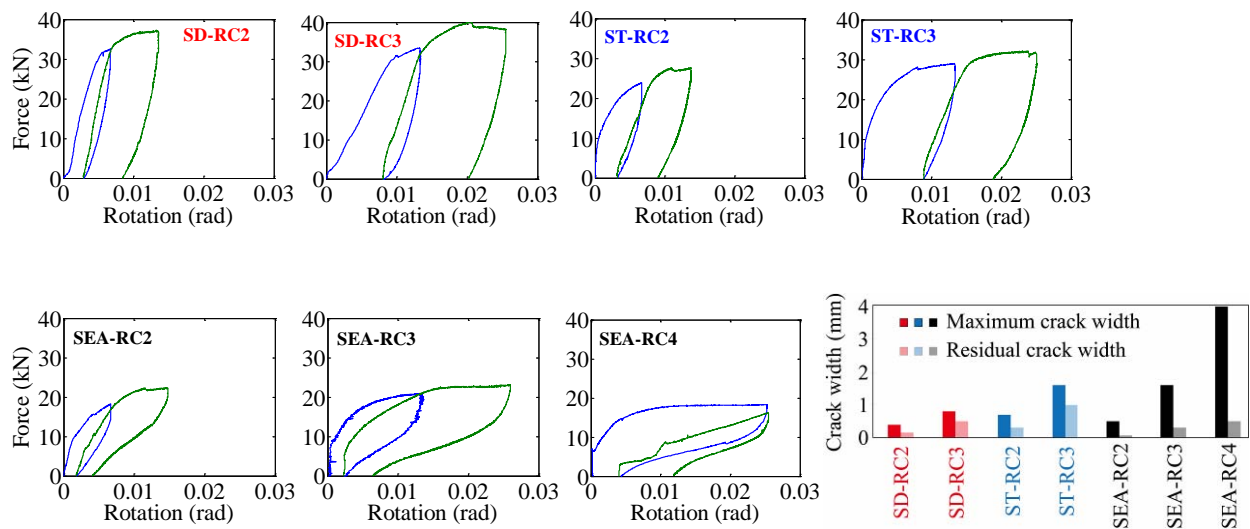 40
30
20
10
0
Force (kN)
SD-RC2
0 0.01 0.02 0.03
Rotation (rad)
40
30
20
10
0
SD-RC3
0 0.01 0.02 0.03
Rotation (rad)
40
30
20
10
0
ST-RC2
0 0.01 0.02 0.03
Rotation (rad)
40
30
20
10
0
ST-RC3
0 0.01 0.02 0.03
Rotation (rad)
40
30
20
10
0
Force (kN)
SEA-RC2
0 0.01 0.02 0.03
Rotation (rad)
40
30
20
10
0
SEA-RC3
0 0.01 0.02 0.03
Rotation (rad)
40
30
20
10
0
SEA-RC4
0 0.01 0.02 0.03
Rotation (rad)
Crack width (mm)
4
3
2
1
0
Maximum crack width
Residual crack width
SD-RC2
SD-RC3
ST-RC2
ST-RC3
SEA-RC2
SEA-RC3
SEA-RC4